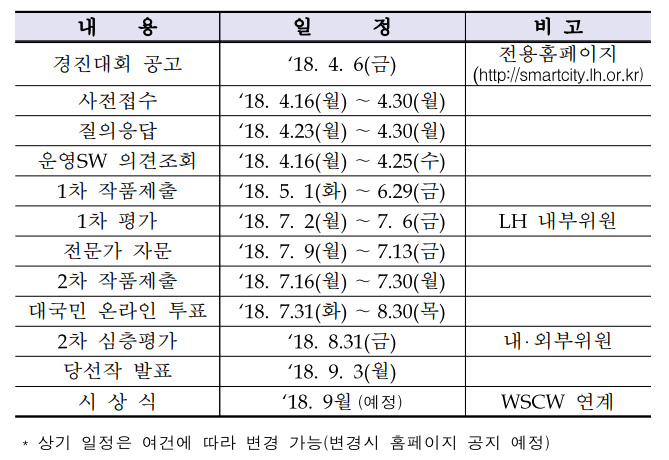 내 용 일 정 비 고
경진대회 공고 ‘18. 4. 6(금) 전용홈페이지
(http://smartcity.lh.or.kr)
사전접수 ‘18. 4.16(월) ~ 4.30(월)
질의응답 ‘18. 4.23(월) ~ 4.30(월)
운영SW 의견조회 ‘18. 4.16(월) ~ 4.25(수)
1차 작품제출 ‘18. 5. 1(화) ~ 6.29(금)
1차 평가 ‘18. 7. 2(월) ~ 7. 6(금) LH 내부위원
전문가 자문 ‘18. 7. 9(월) ~ 7.13(금)
2차 작품제출 ‘18. 7.16(월) ~ 7.30(월)
대국민 온라인 투표 ‘18. 7.31(화) ~ 8.30(목)
2차 심층평가 ‘18. 8.31(금) 내·외부위원
당선작 발표 ‘18. 9. 3(월)
시 상 식 ‘18. 9월 (예정) WSCW 연계
* 상기 일정은 여건에 따라 변경 가능(변경시 홈페이지 공지 예정)